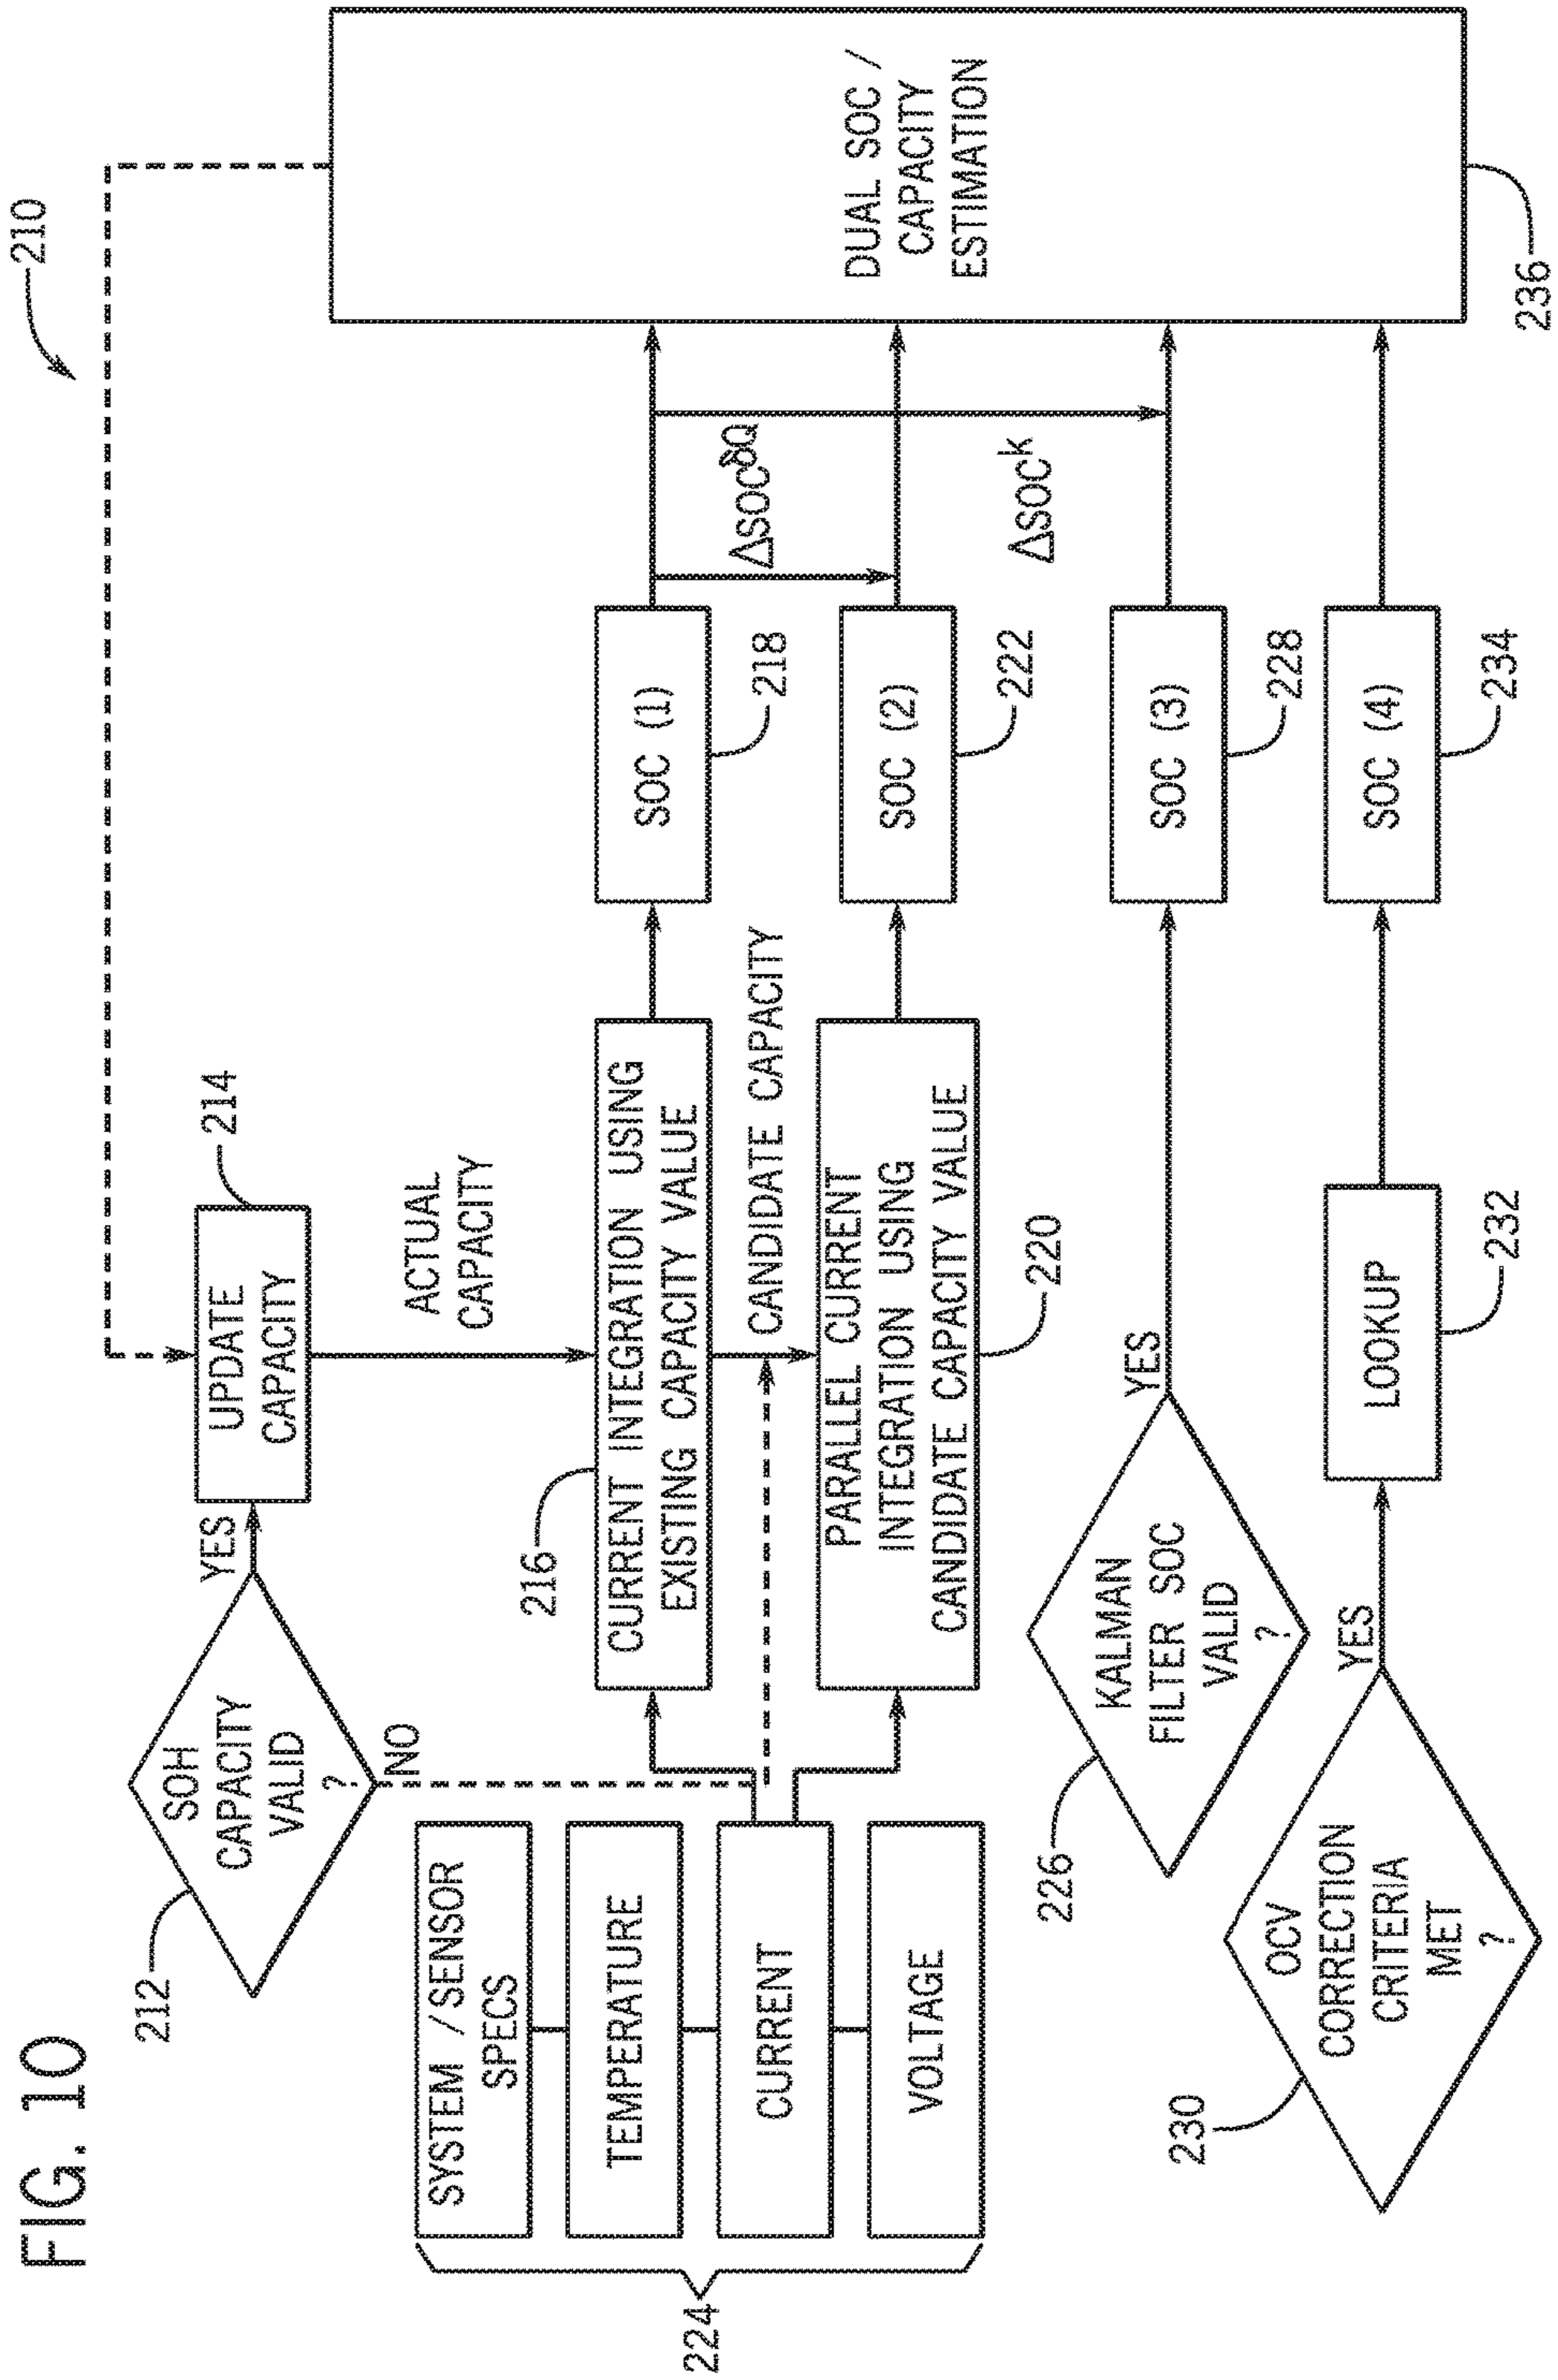 FIG. 10
210
212
SOH
CAPACITY
VALID
?
YES
NO
UPDATE
CAPACITY
214
ACTUAL
CAPACITY
224
SYSTEM / SENSOR
SPECS
TEMPERATURE
CURRENT
VOLTAGE
216
CURRENT INTEGRATION USING
EXISTING CAPACITY VALUE
CANDIDATE CAPACITY
PARALLEL CURRENT
INTEGRATION USING
CANDIDATE CAPACITY VALUE
220
SOC (1)
218
SOC (2)
222
ΔSOC^δQ
ΔSOC^k
226
KALMAN
FILTER SOC
VALID
?
YES
SOC (3)
228
230
OCV
CORRECTION
CRITERIA
MET
?
YES
LOOKUP
232
SOC (4)
234
DUAL SOC /
CAPACITY
ESTIMATION
236